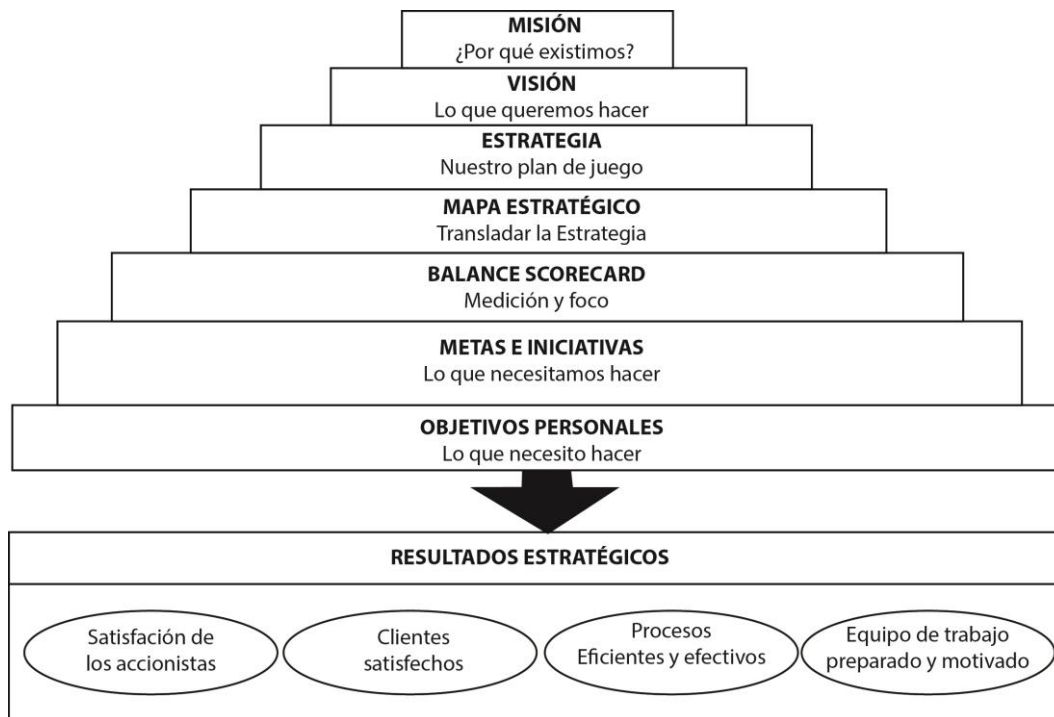 MISIÓN
¿Por qué existimos?
VISIÓN
Lo que queremos hacer
ESTRATEGIA
Nuestro plan de juego
MAPA ESTRATÉGICO
Transladar la Estrategia
BALANCE SCORECARD
Medición y foco
METAS E INICIATIVAS
Lo que necesitamos hacer
OBJETIVOS PERSONALES
Lo que necesito hacer
RESULTADOS ESTRATÉGICOS
Satisfación de
los accionistas
Clientes
satisfechos
Procesos
Eficientes y efectivos
Equipo de trabajo
preparado y motivado